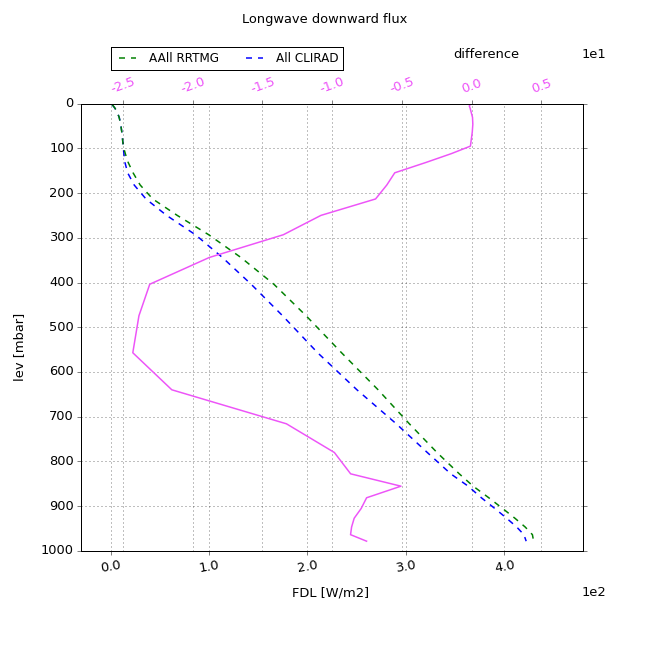 Longwave downward flux
AAll RRTMG All CLIRAD
difference 1e1
-2.5 -2.0 -1.5 -1.0 -0.5 0.0 0.5
0
100
200
300
400
500
600
700
800
900
1000
lev [mbar]
0.0 1.0 2.0 3.0 4.0
FDL [W/m2] 1e2